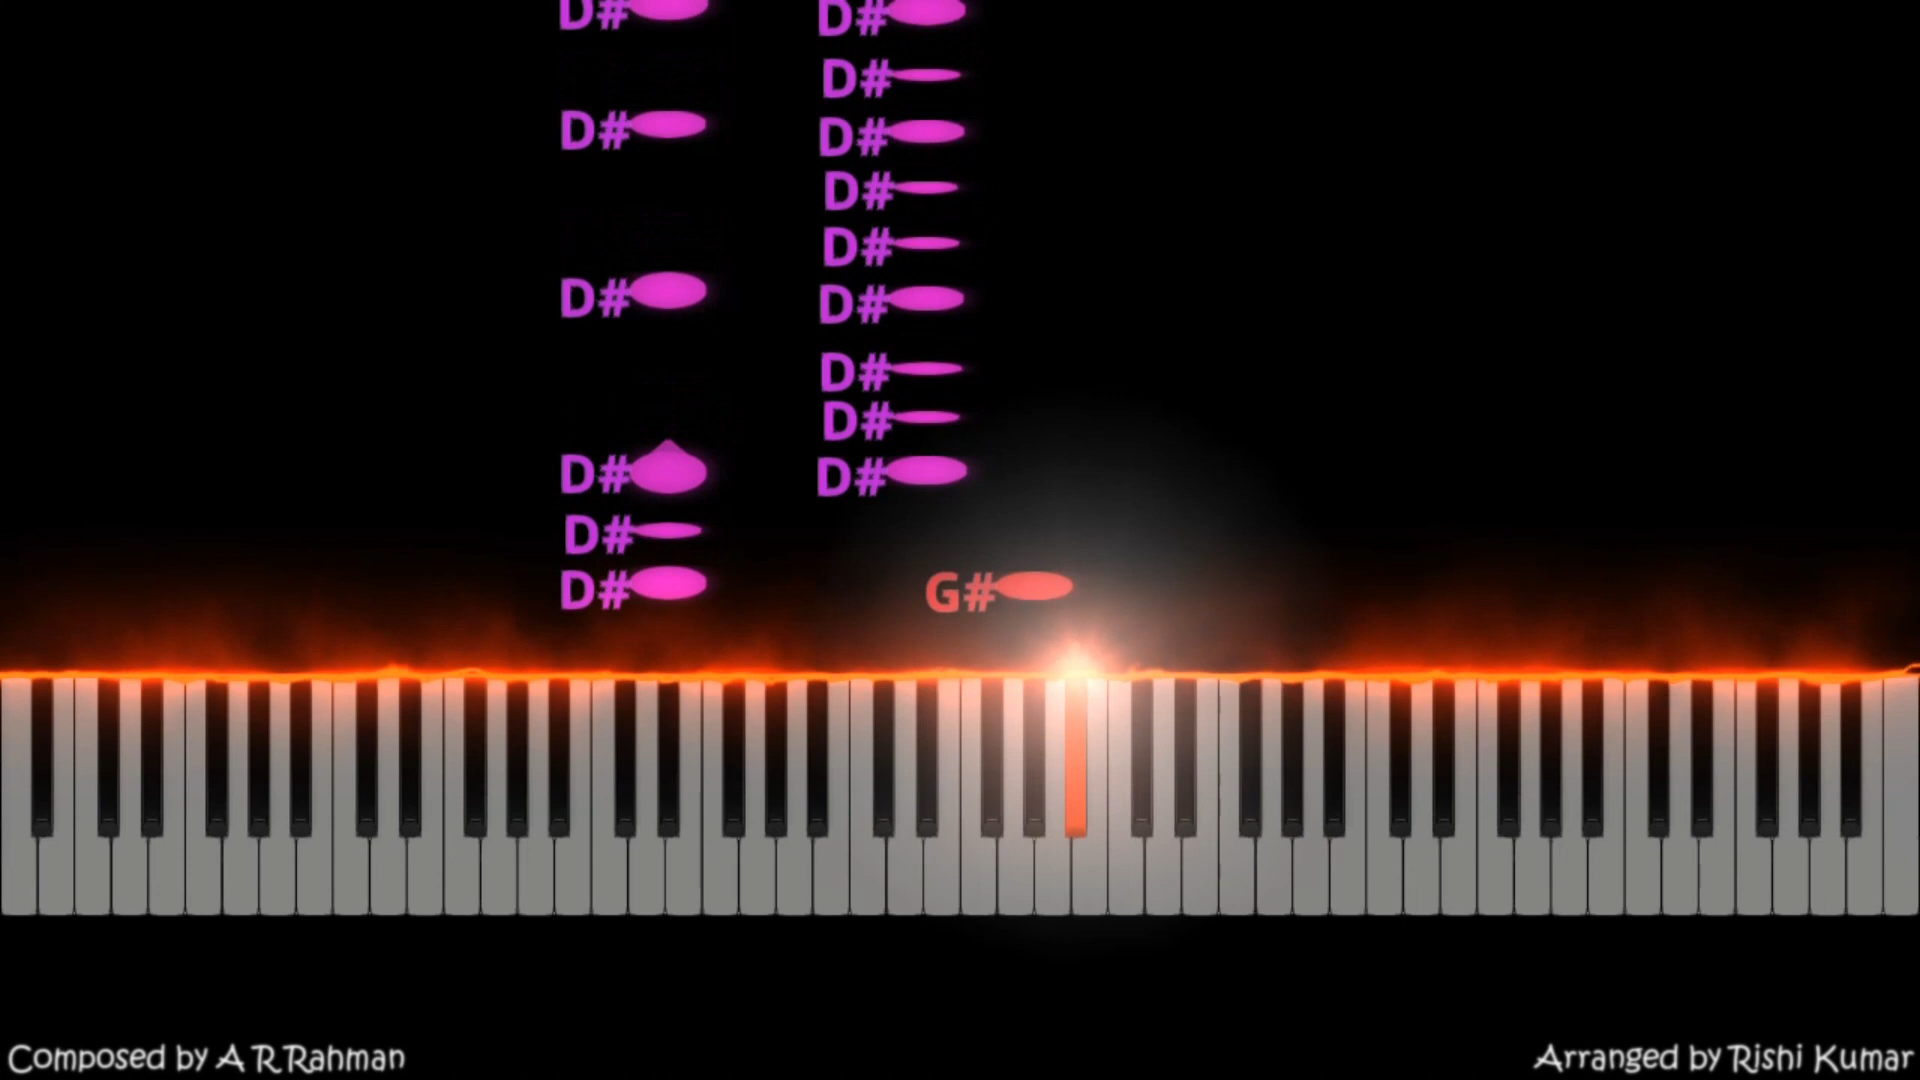 D# D#
D#
D# D#
D#
D#
D# D#
D#
D#
D# D#
D#
D# G#
Composed by A R Rahman
Arranged by Rishi Kumar